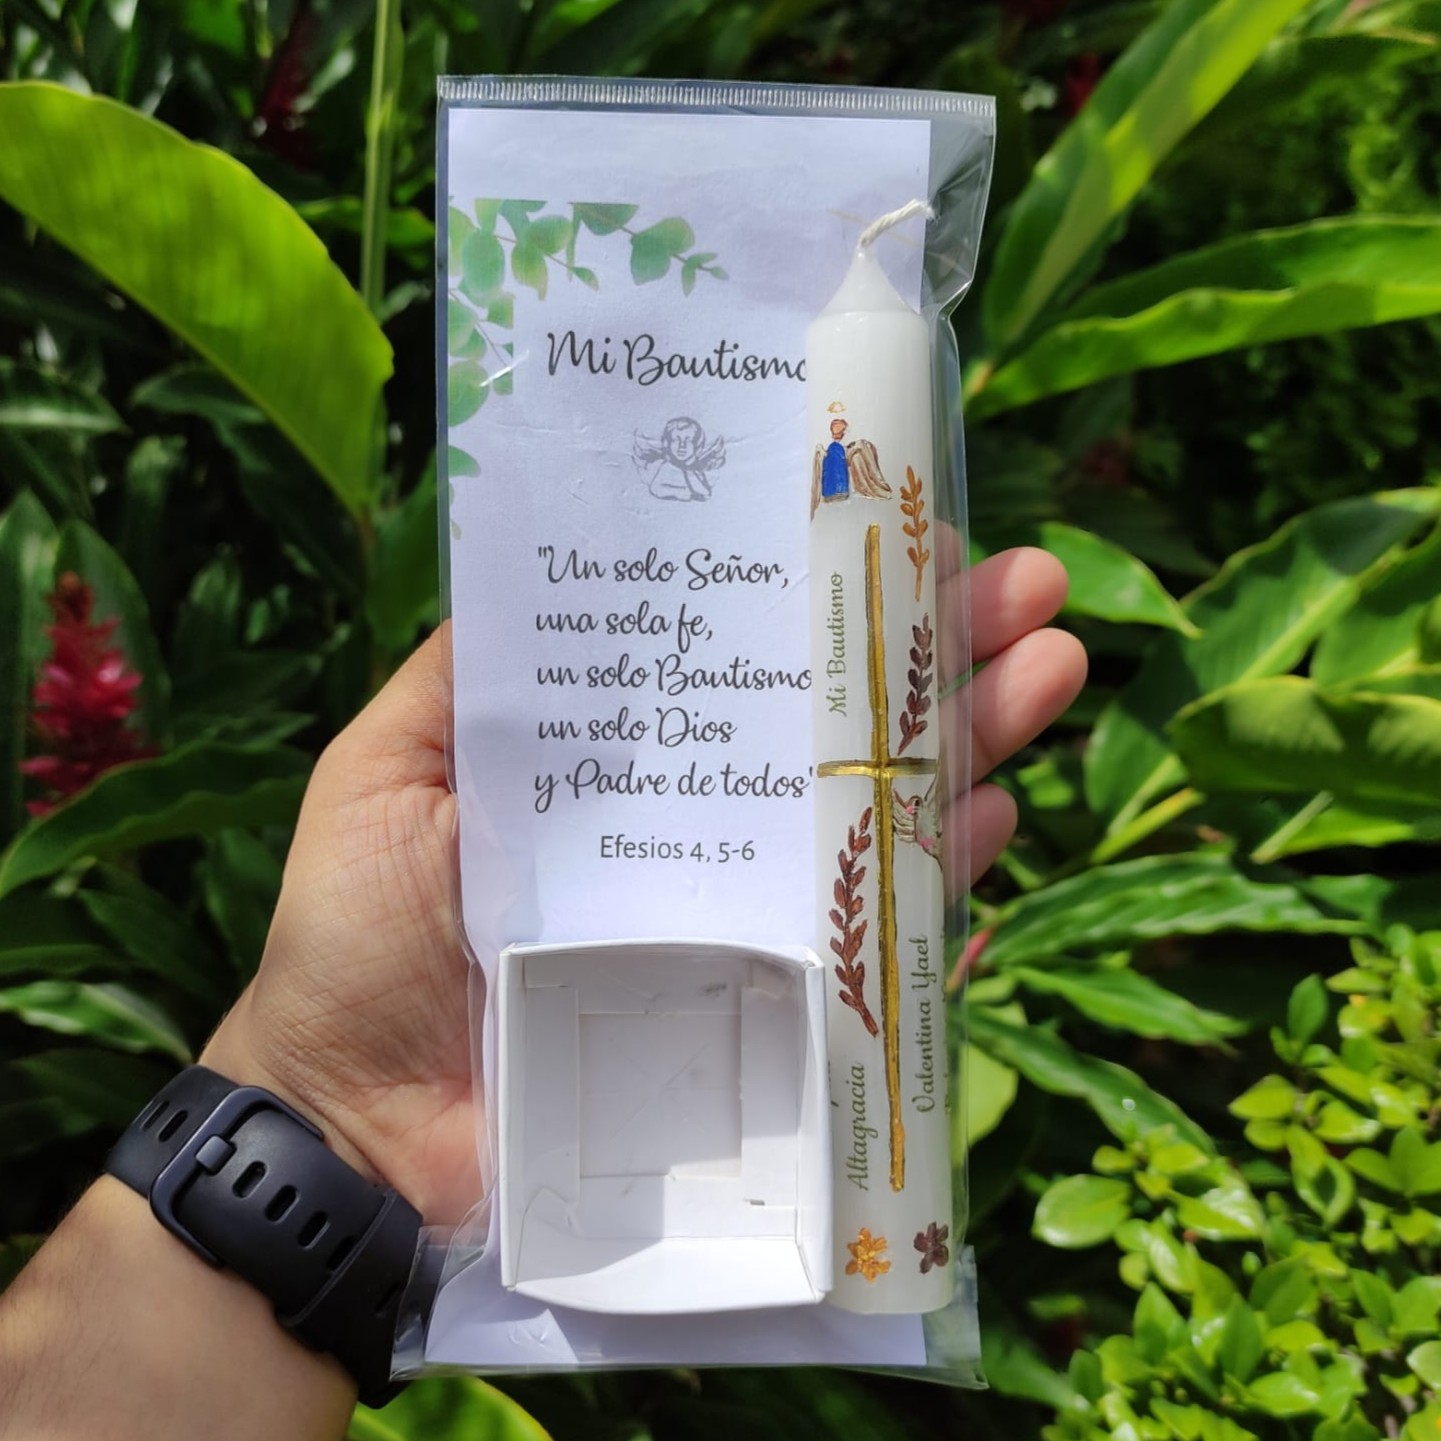 Mi Bautismo
"Un solo Señor,
una sola fe,
un solo Bautismo
un solo Dios
y Padre de todos"
Efesios 4, 5-6
Mi Bautismo
Altagracia
Valentina Yael